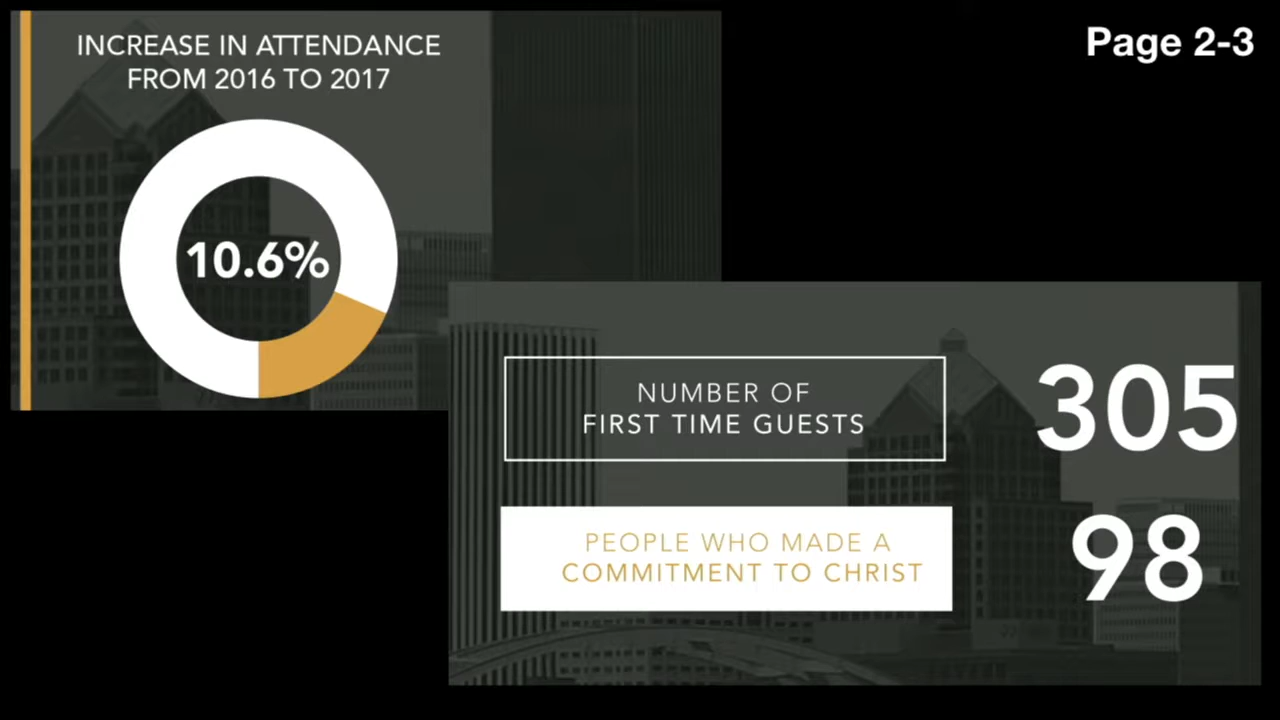 Page 2-3
INCREASE IN ATTENDANCE
FROM 2016 TO 2017
10.6%
NUMBER OF
FIRST TIME GUESTS
305
PEOPLE WHO MADE A
COMMITMENT TO CHRIST
98